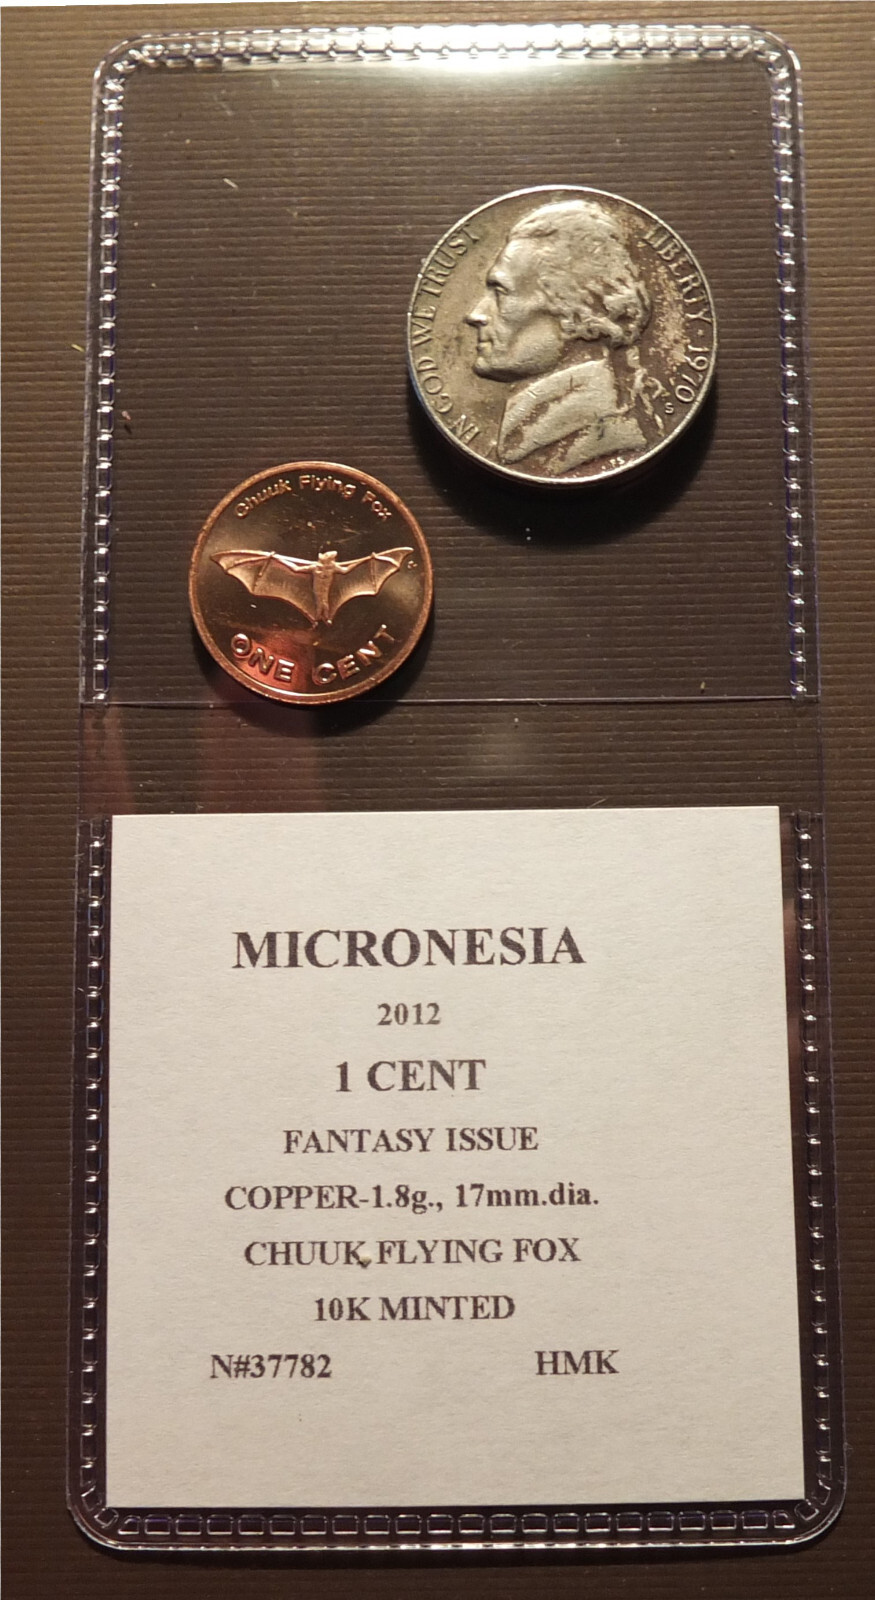 IN GOD WE TRUST
LIBERTY · 1970
S
FS
Chuuk Flying Fox
ONE CENT
MICRONESIA
2012
1 CENT
FANTASY ISSUE
COPPER-1.8g., 17mm.dia.
CHUUK FLYING FOX
10K MINTED
N#37782 HMK